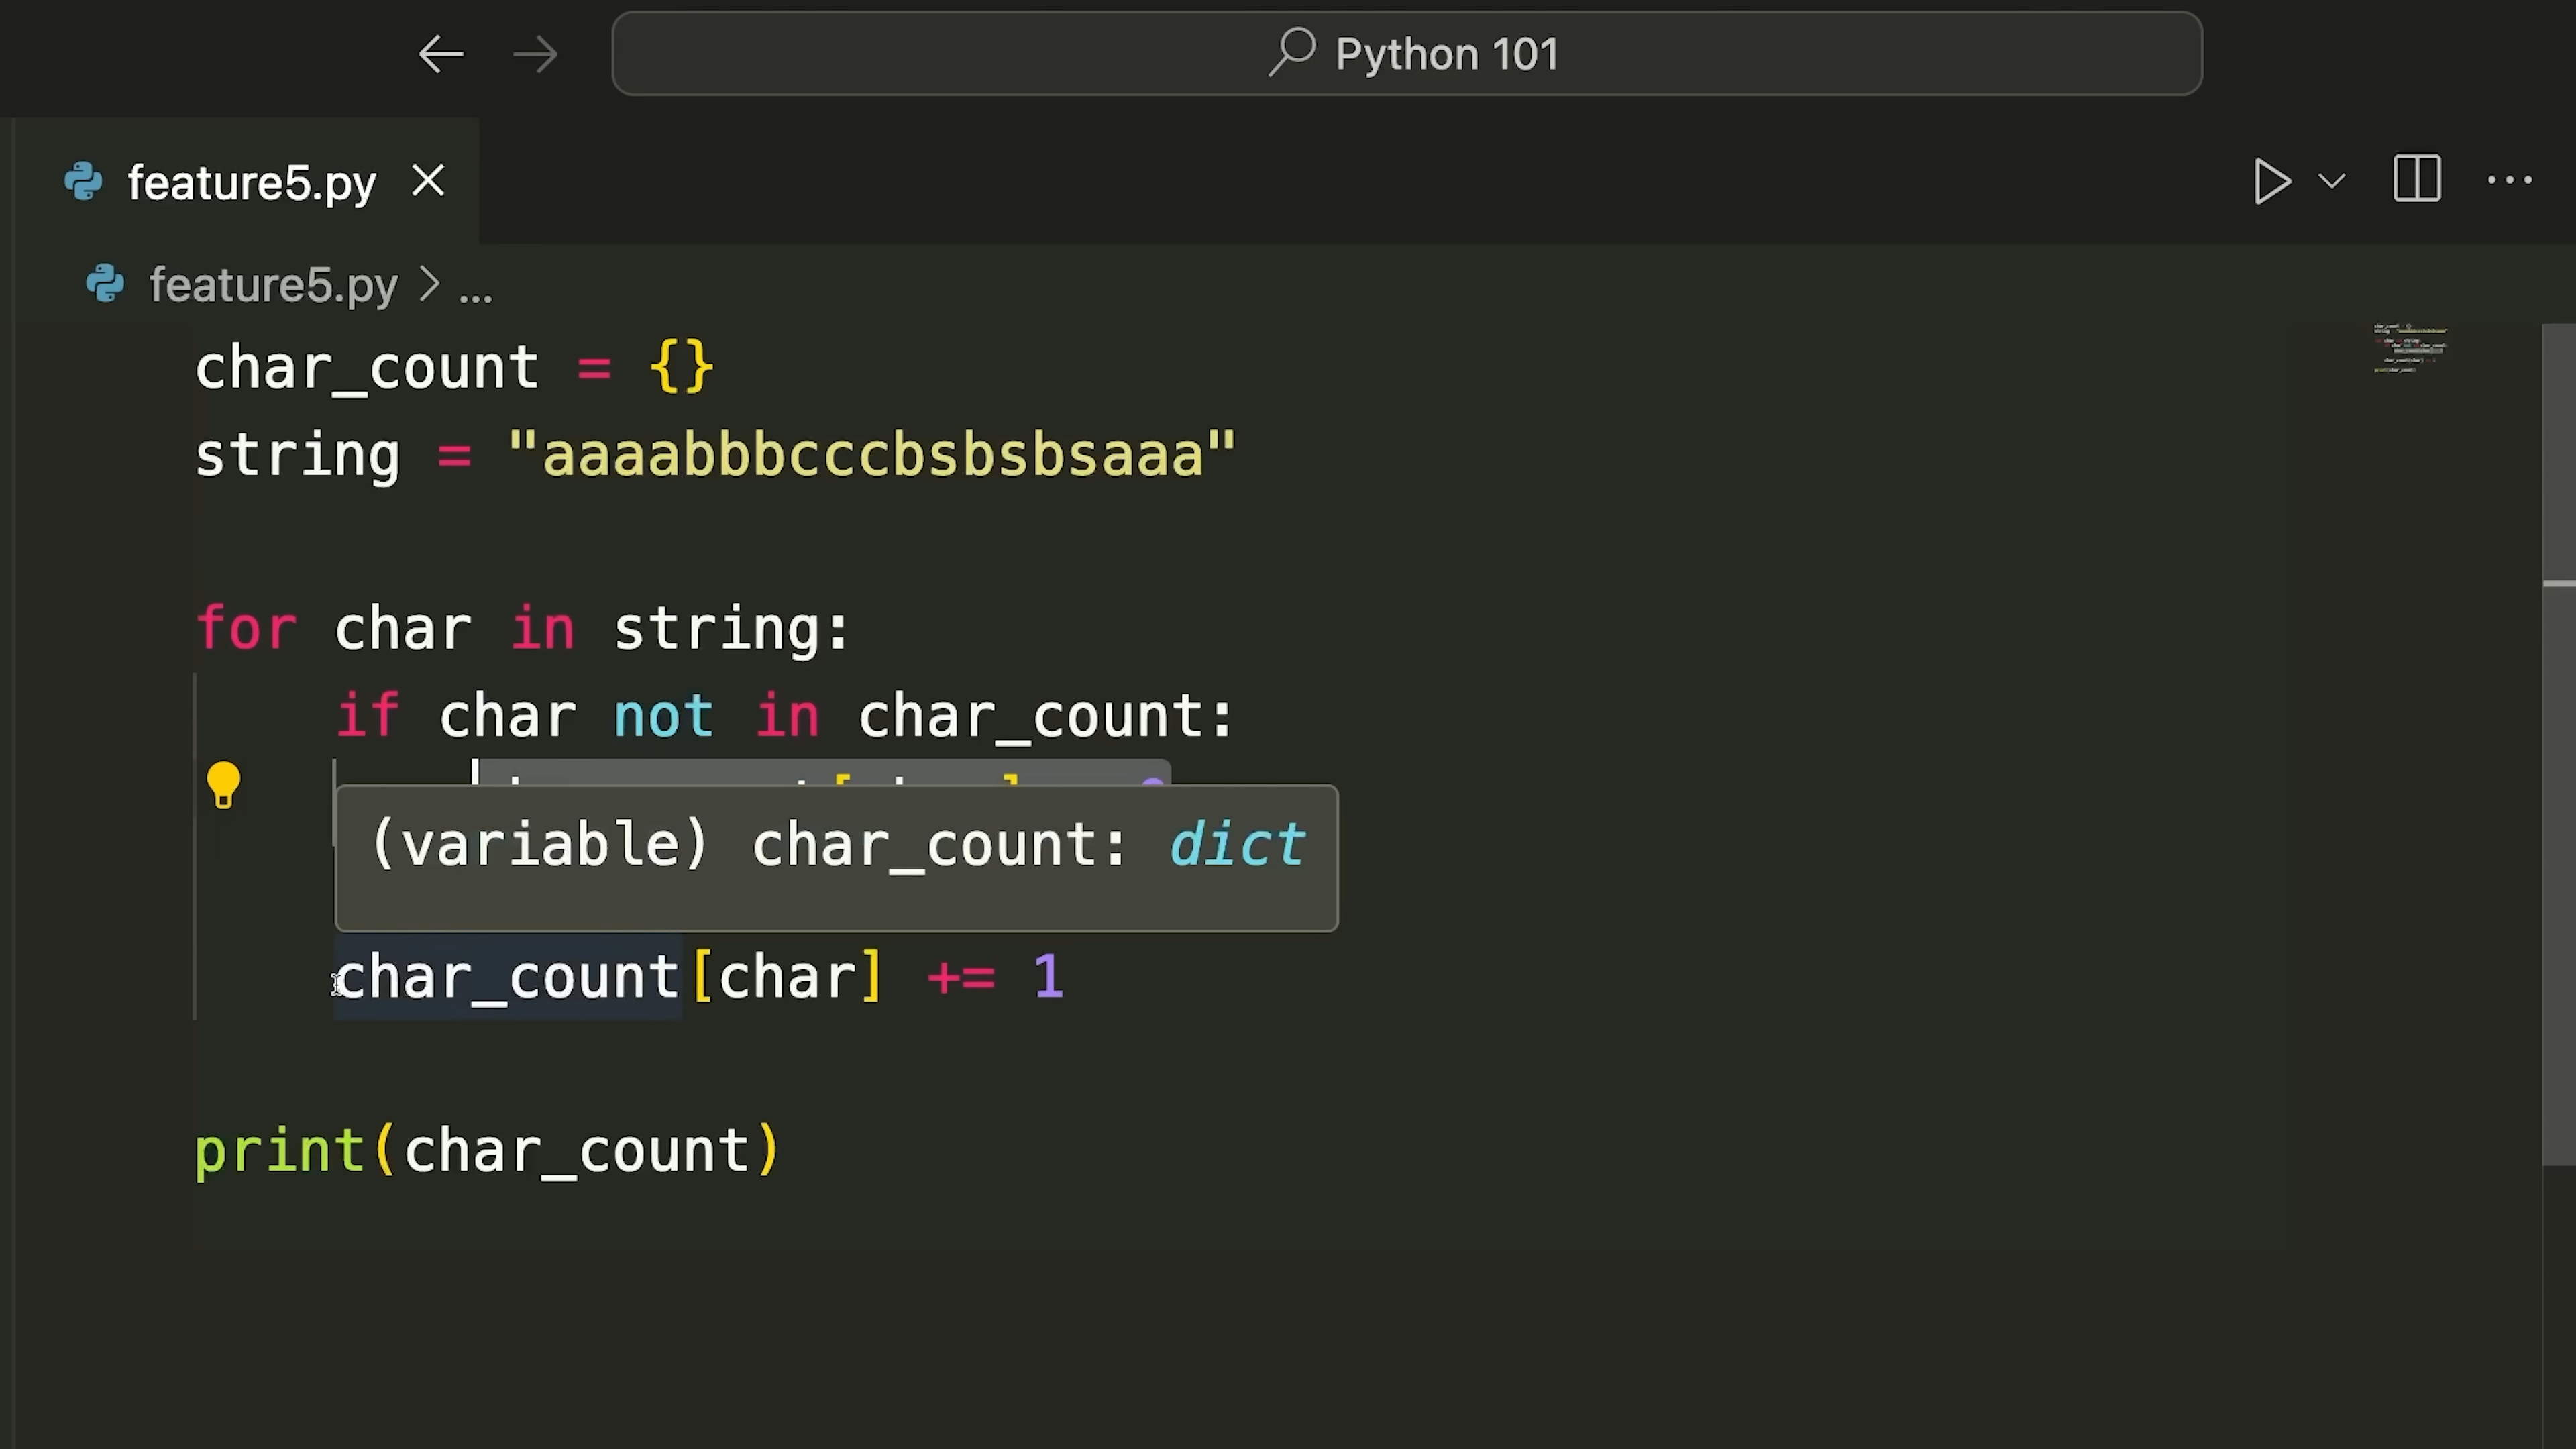 Python 101
feature5.py
feature5.py > ...
char_count = {}
string = "aaaabbbcccbsbsbsaaa"
for char in string:
if char not in char_count:
(variable) char_count: dict
char_count[char] += 1
print(char_count)